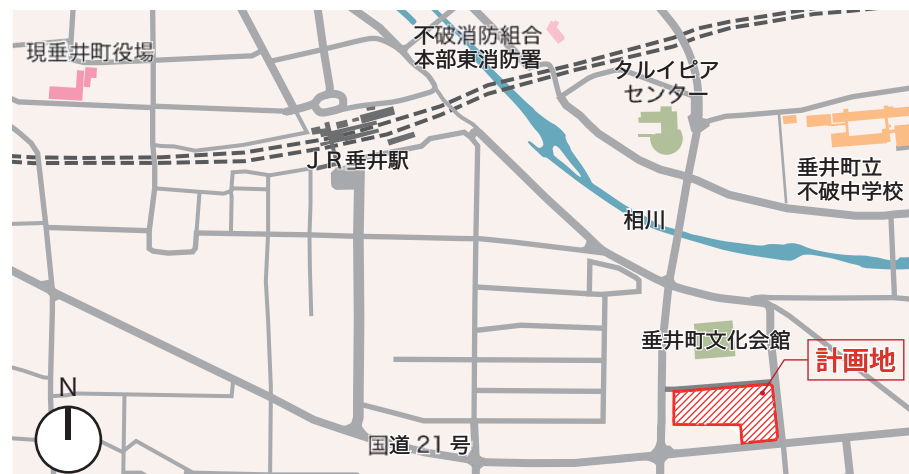 現垂井町役場
不破消防組合
本部東消防署
タルイピア
センター
JR垂井駅
垂井町立
不破中学校
相川
垂井町文化会館
計画地
N
国道21号